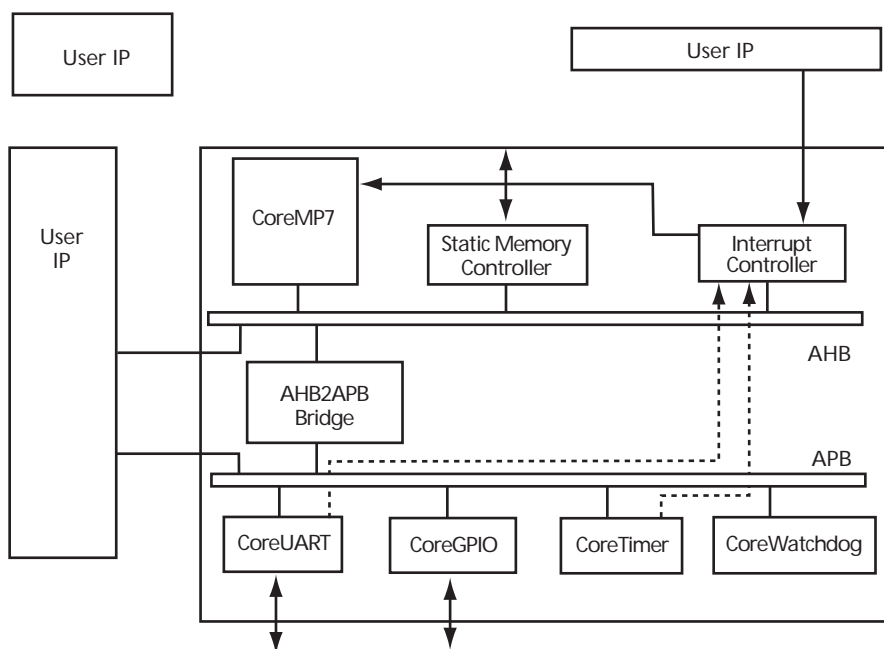 User IP
User IP
User
IP
CoreMP7
Static Memory
Controller
Interrupt
Controller
AHB
AHB2APB
Bridge
APB
CoreUART
CoreGPIO
CoreTimer
CoreWatchdog